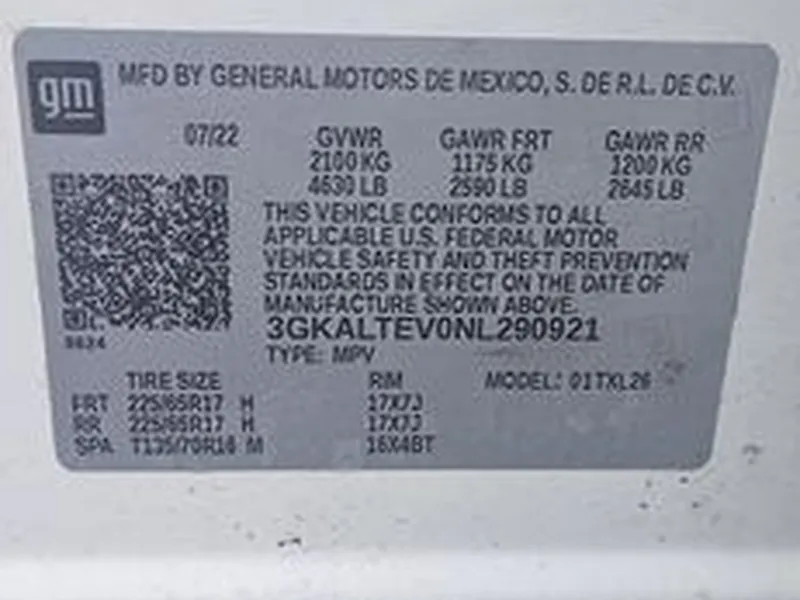 gm
MFD BY GENERAL MOTORS DE MEXICO, S. DE R.L. DE C.V.
07/22 GVWR GAWR FRT GAWR RR
2100 KG 1175 KG 1200 KG
4630 LB 2590 LB 2645 LB
THIS VEHICLE CONFORMS TO ALL
APPLICABLE U.S. FEDERAL MOTOR
VEHICLE SAFETY AND THEFT PREVENTION
STANDARDS IN EFFECT ON THE DATE OF
MANUFACTURE SHOWN ABOVE.
3GKALTEV0NL290921
TYPE: MPV
TIRE SIZE RIM MODEL: 01TXL26
FRT 225/65R17 H 17X7J
RR 225/65R17 H 17X7J
SPA T135/70R16 M 16X4BT